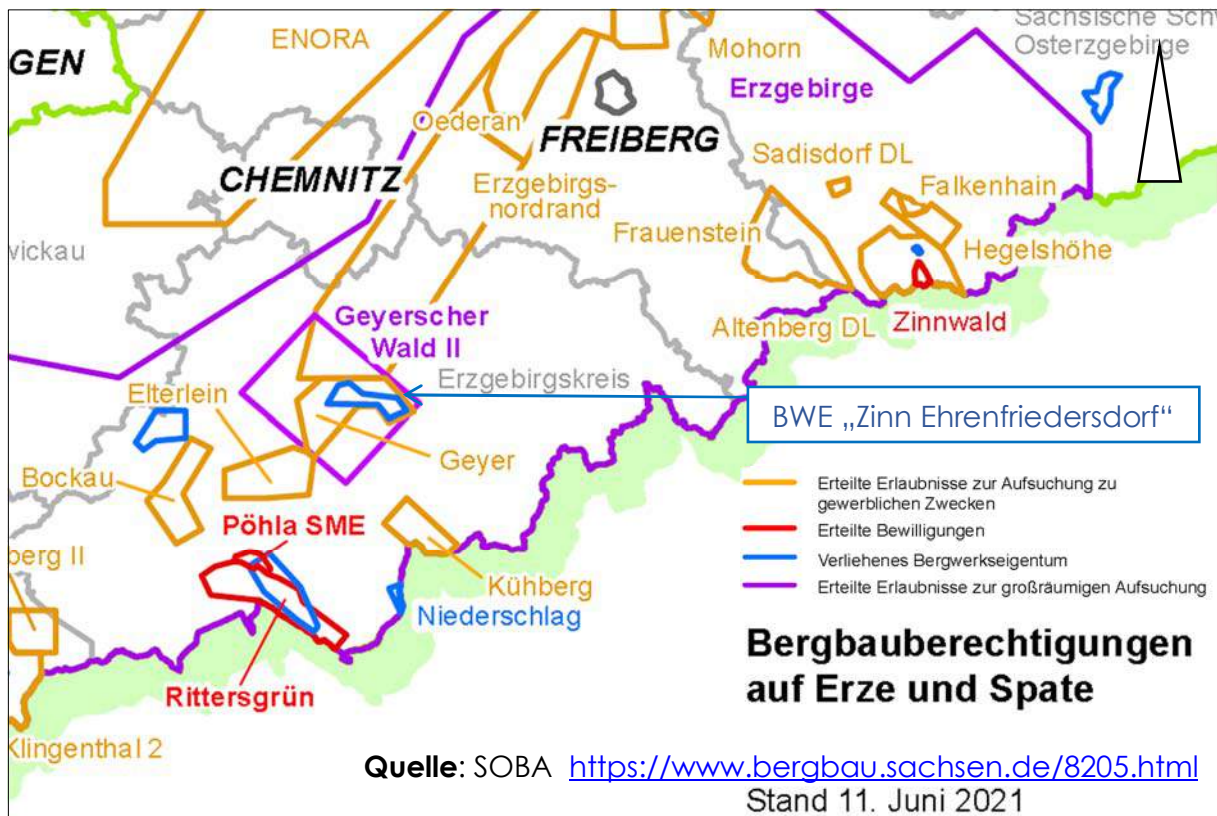 Sächsische Schw
Osterzgebirge
ENORA
GEN
Mohorn
Erzgebirge
Oederan
FREIBERG
CHEMNITZ
Sadisdorf DL
Erzgebirgs-
nordrand
Falkenhain
Frauenstein
wickau
Hegelshöhe
Geyerscher
Wald II
Altenberg DL
Zinnwald
Erzgebirgskreis
Elterlein
BWE „Zinn Ehrenfriedersdorf“
Geyer
Bockau
Erteilte Erlaubnisse zur Aufsuchung zu
gewerblichen Zwecken
Pöhla SME
Erteilte Bewilligungen
berg II
Verliehenes Bergwerkseigentum
Kühberg
Erteilte Erlaubnisse zur großräumigen Aufsuchung
Niederschlag
Bergbauberechtigungen
auf Erze und Spate
Rittersgrün
Klingenthal 2
Quelle: SOBA https://www.bergbau.sachsen.de/8205.html
Stand 11. Juni 2021